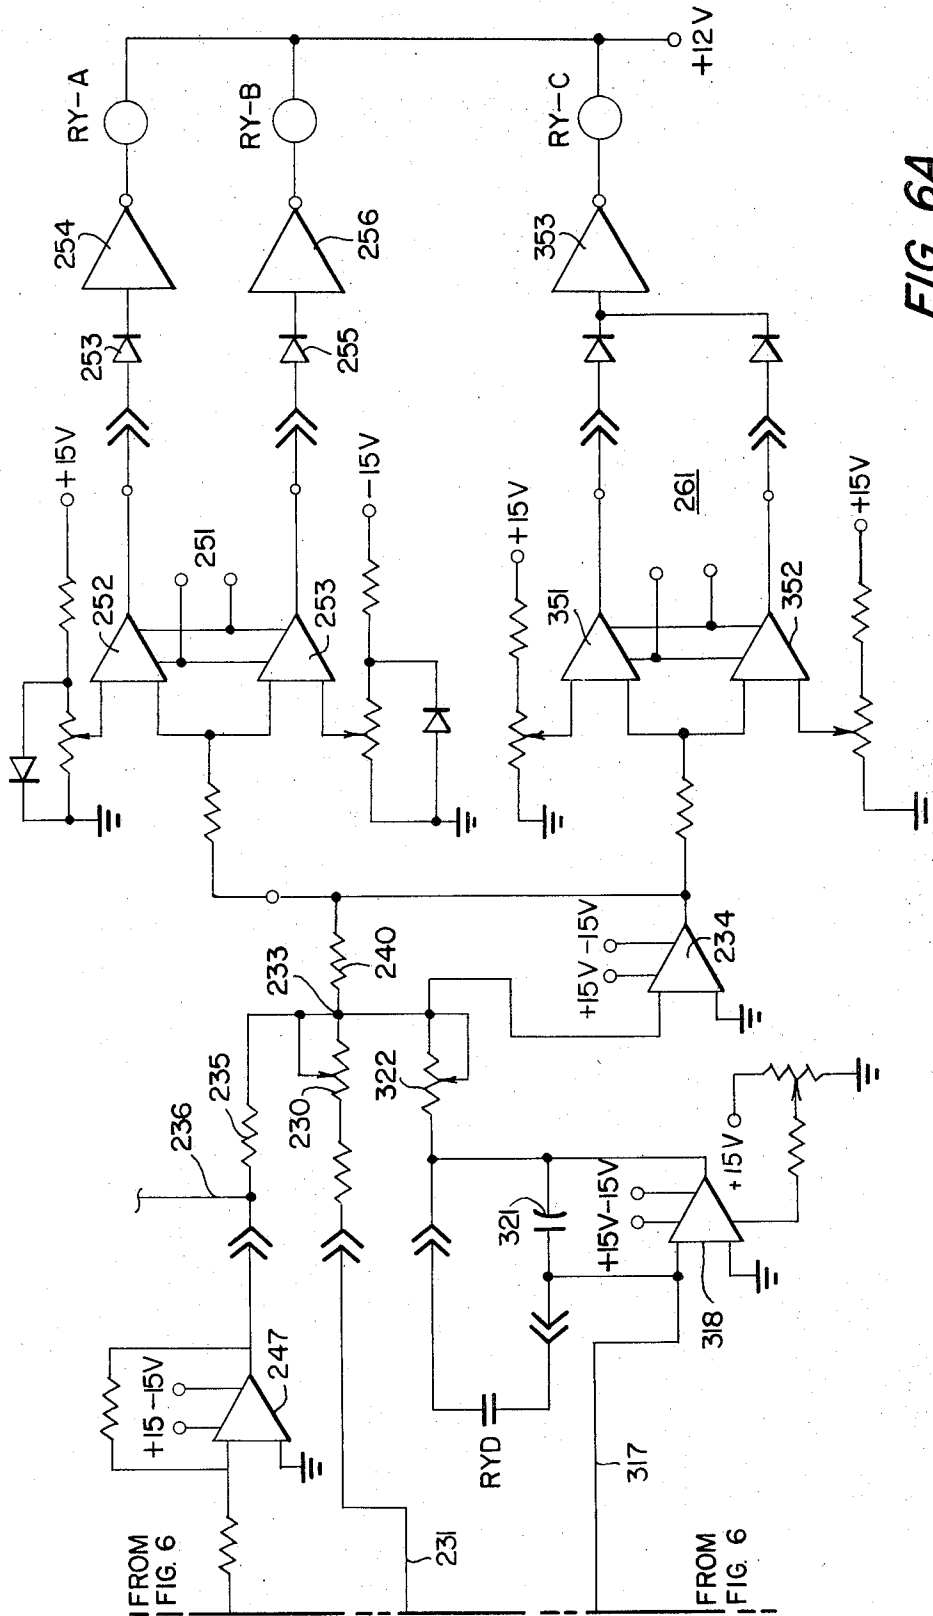 RY-A
RY-B
RY-C
+12V
254
256
353
253
255
+15V
-15V
+15V
+15V
252
251
253
351
261
352
240
233
235
236
230
322
+15V -15V
234
321
+15V -15V
+15V
318
317
247
+15 -15V
RYD
231
FROM
FIG. 6
FROM
FIG. 6
FIG. 6A